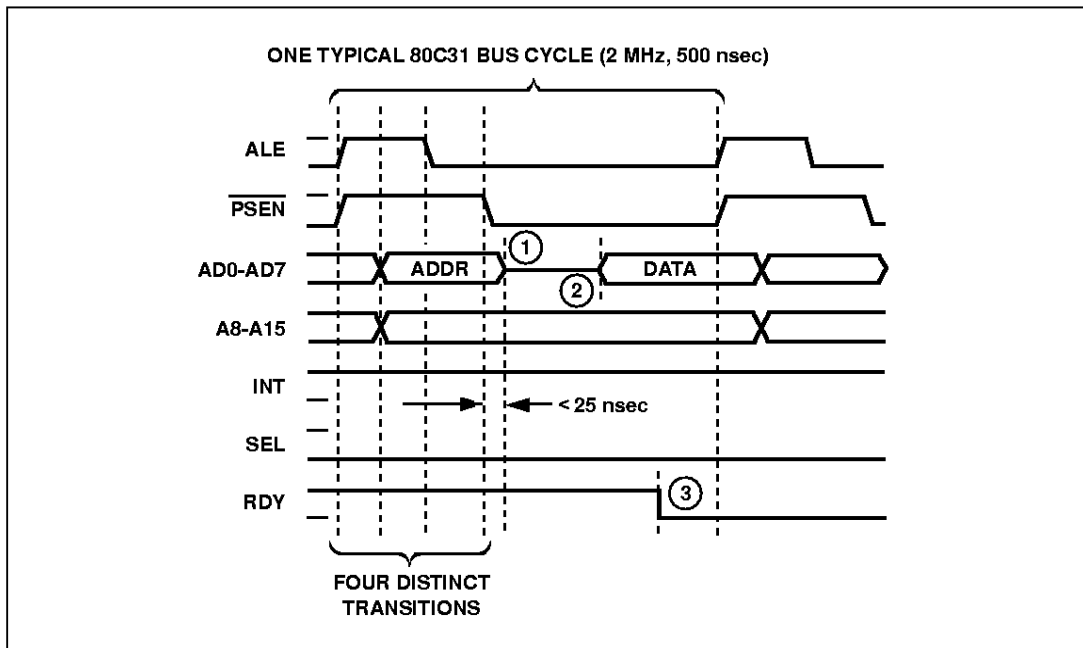 ONE TYPICAL 80C31 BUS CYCLE (2 MHz, 500 nsec)
ALE
PSEN
AD0-AD7
ADDR
1
2
DATA
A8-A15
INT
< 25 nsec
SEL
RDY
3
FOUR DISTINCT
TRANSITIONS